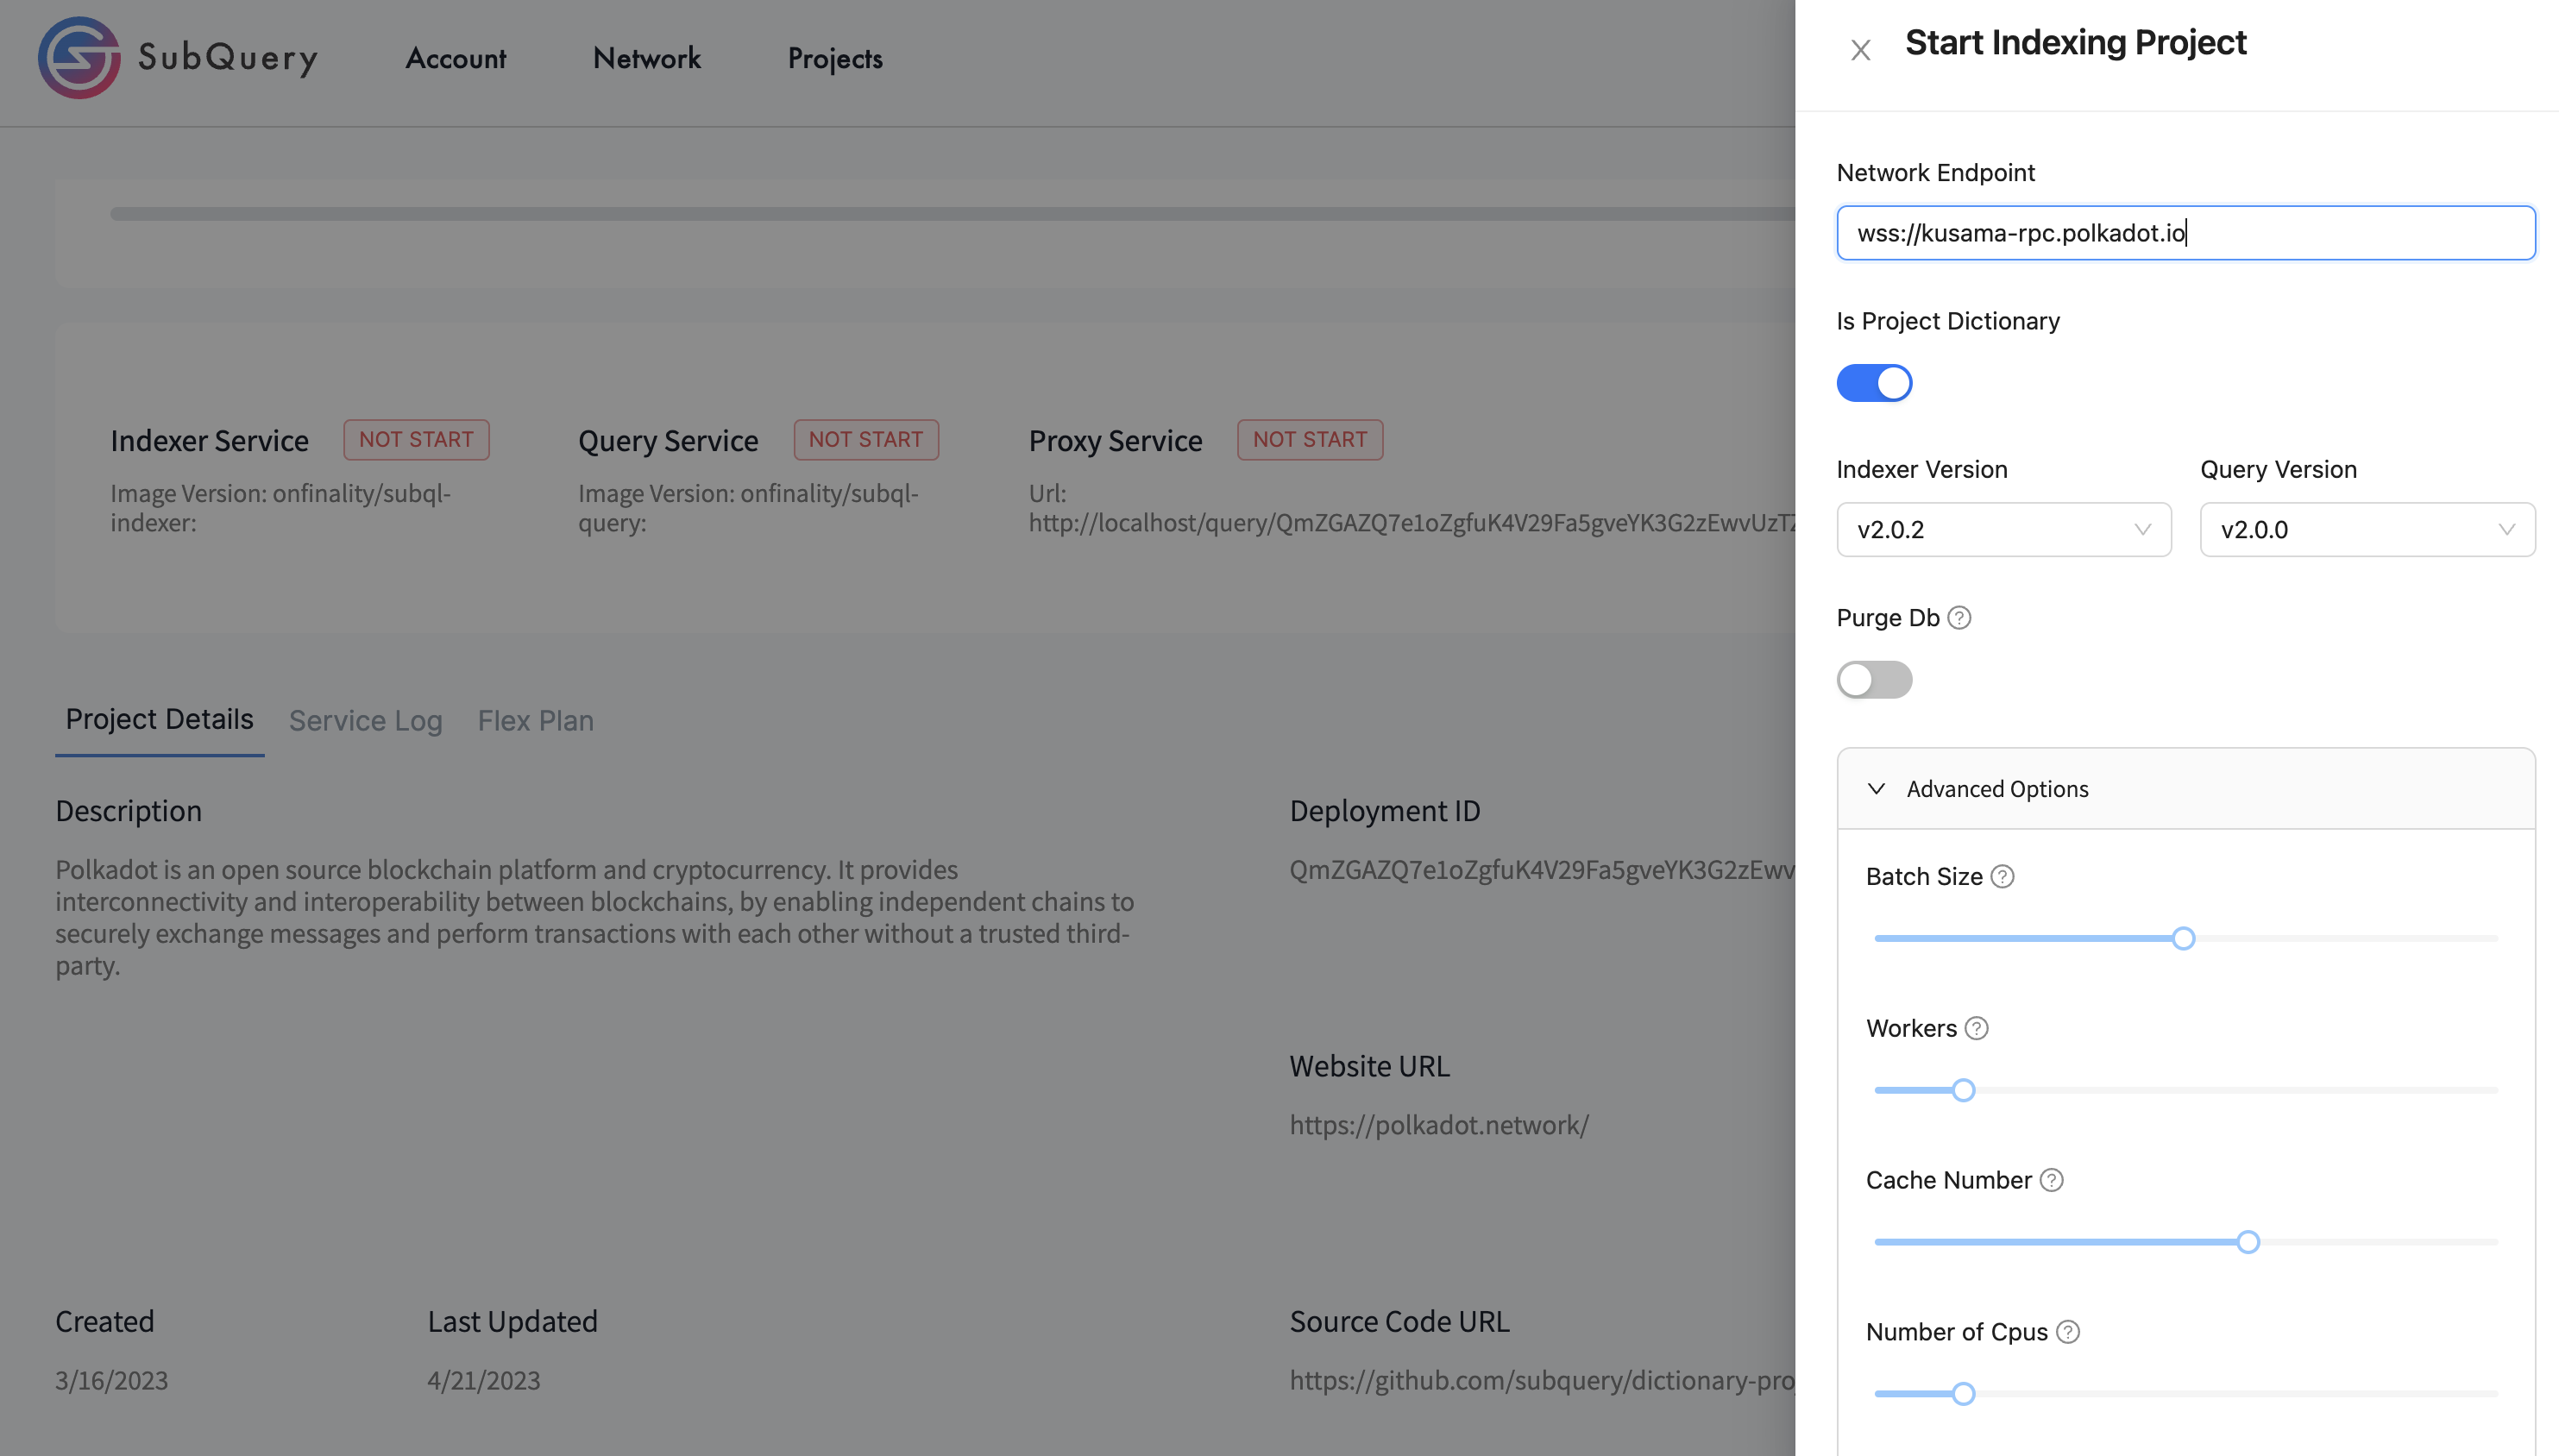 SubQuery
Account
Network
Projects
Start Indexing Project
Network Endpoint
wss://kusama-rpc.polkadot.io
Is Project Dictionary
Indexer Service
NOT START
Query Service
NOT START
Proxy Service
NOT START
Image Version: onfinality/subql-
indexer:
Image Version: onfinality/subql-
query:
Url:
http://localhost/query/QmZGAZQ7e1oZgfuK4V29Fa5gveYK3G2zEwvUzTZ
Indexer Version
Query Version
v2.0.2
v2.0.0
Purge Db
Project Details
Service Log
Flex Plan
Advanced Options
Description
Polkadot is an open source blockchain platform and cryptocurrency. It provides
interconnectivity and interoperability between blockchains, by enabling independent chains to
securely exchange messages and perform transactions with each other without a trusted third-
party.
Deployment ID
QmZGAZQ7e1oZgfuK4V29Fa5gveYK3G2zEwv
Website URL
https://polkadot.network/
Created
3/16/2023
Last Updated
4/21/2023
Source Code URL
https://github.com/subquery/dictionary-pro
Batch Size
Workers
Cache Number
Number of Cpus